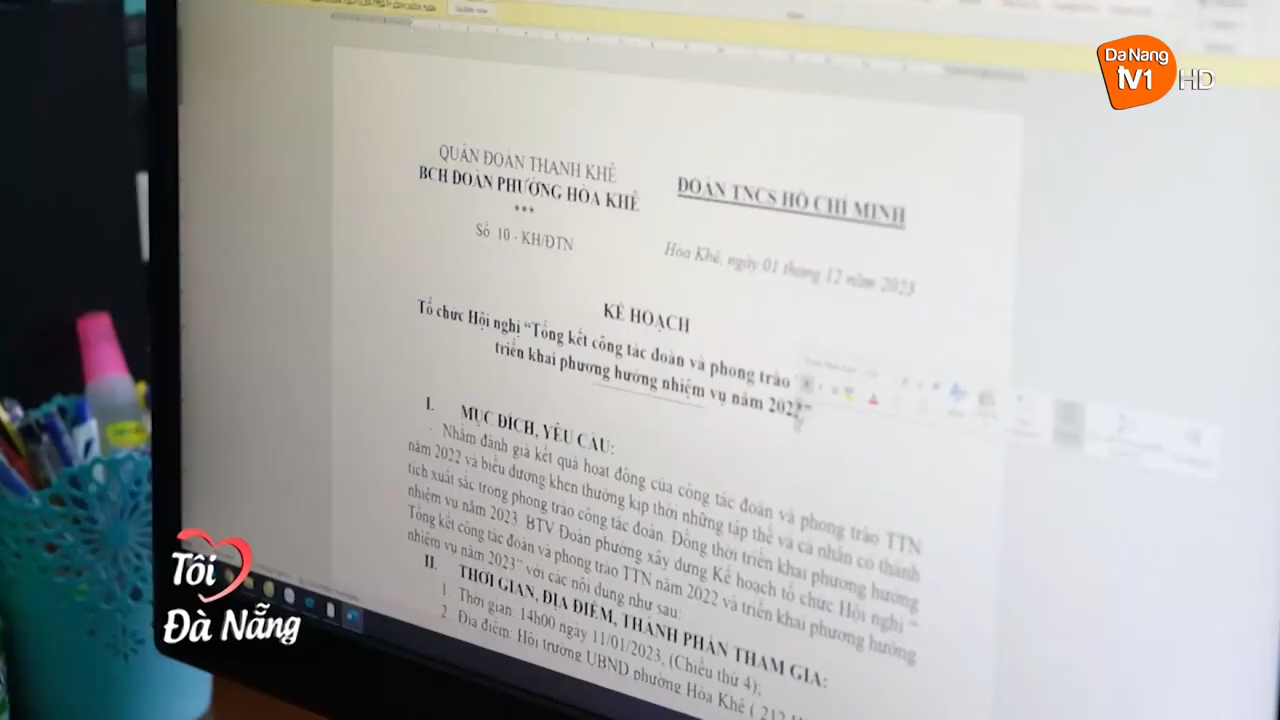 Da Nang
tv1 HD
QUẬN ĐOÀN THANH KHÊ
BCH ĐOÀN PHƯỜNG HÒA KHÊ
***
Số 10 - KH/ĐTN
ĐOÀN TNCS HỒ CHÍ MINH
Hòa Khê, ngày 01 tháng 12 năm 2023
KẾ HOẠCH
Tổ chức Hội nghị “Tổng kết công tác đoàn và phong trào
triển khai phương hướng nhiệm vụ năm 2022”
I. MỤC ĐÍCH, YÊU CẦU:
Nhằm đánh giá kết quả hoạt động của công tác đoàn và phong trào TTN
năm 2022 và biểu dương khen thưởng kịp thời những tập thể và cá nhân có thành
tích xuất sắc trong phong trào công tác đoàn. Đồng thời triển khai phương hướng
nhiệm vụ năm 2023. BTV Đoàn phường xây dựng Kế hoạch tổ chức Hội nghị “
Tổng kết công tác đoàn và phong trào TTN năm 2022 và triển khai phương hướng
nhiệm vụ năm 2023” với các nội dung như sau:
II. THỜI GIAN, ĐỊA ĐIỂM, THÀNH PHẦN THAM GIA:
1. Thời gian: 14h00 ngày 11/01/2023, (Chiều thứ 4);
2. Địa điểm: Hội trường UBND phường Hòa Khê ( 212
Tôi
Đà Nẵng